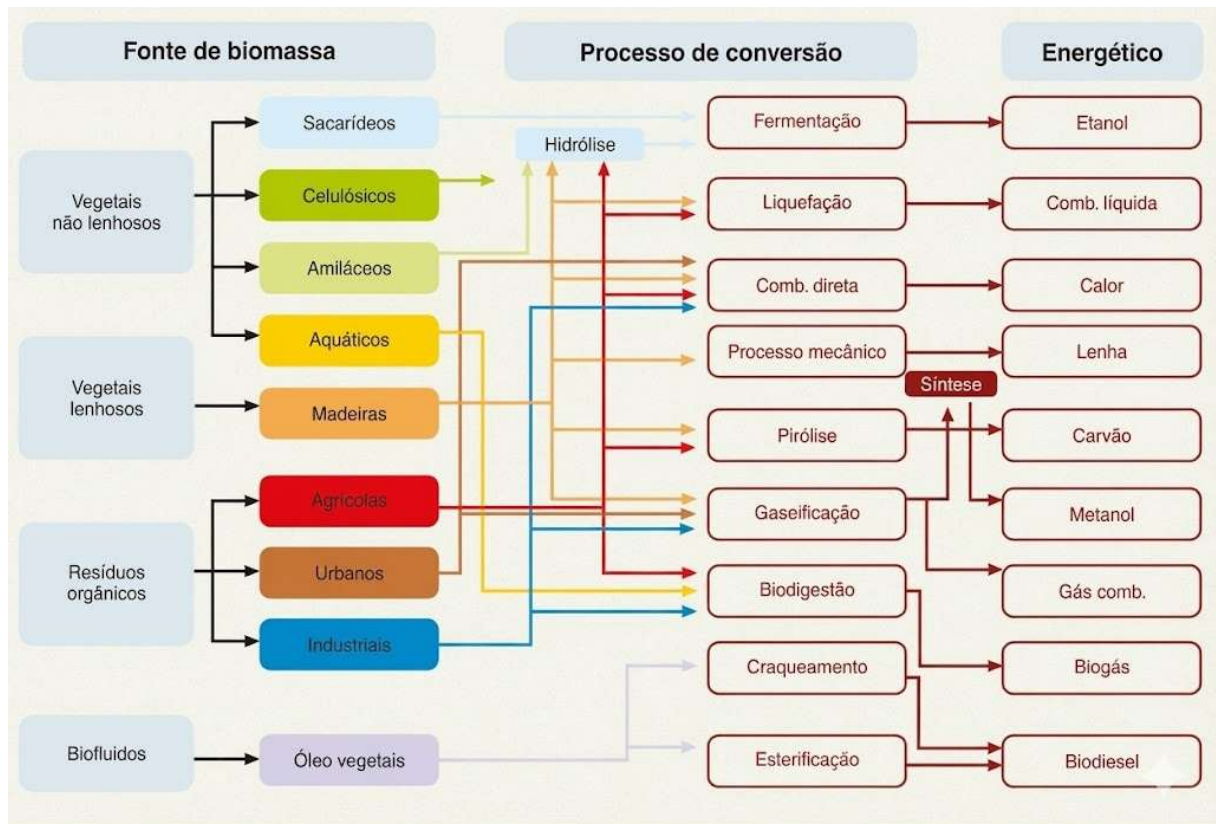 Fonte de biomassa
Processo de conversão
Energético
Vegetais
não lenhosos
Vegetais
lenhosos
Resíduos
orgânicos
Biofluidos
Sacarídeos
Celulósicos
Amiláceos
Aquáticos
Madeiras
Agrícolas
Urbanos
Industriais
Óleo vegetais
Hidrólise
Fermentação
Liquefação
Comb. direta
Processo mecânico
Síntese
Pirólise
Gaseificação
Biodigestão
Craqueamento
Esterificação
Etanol
Comb. líquida
Calor
Lenha
Carvão
Metanol
Gás comb.
Biogás
Biodiesel